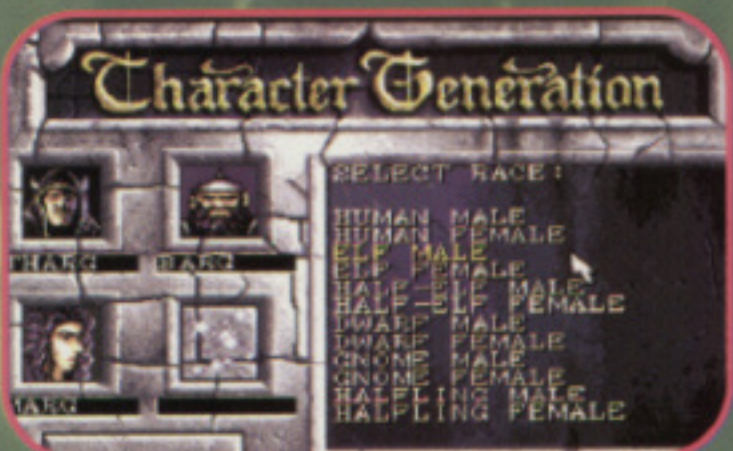 Character Generation
SELECT RACE:
HUMAN MALE
HUMAN FEMALE
ELF MALE
ELF FEMALE
HALF-ELF MALE
HALF-ELF FEMALE
DWARF MALE
DWARF FEMALE
GNOME MALE
GNOME FEMALE
HALFLING MALE
HALFLING FEMALE
THARG